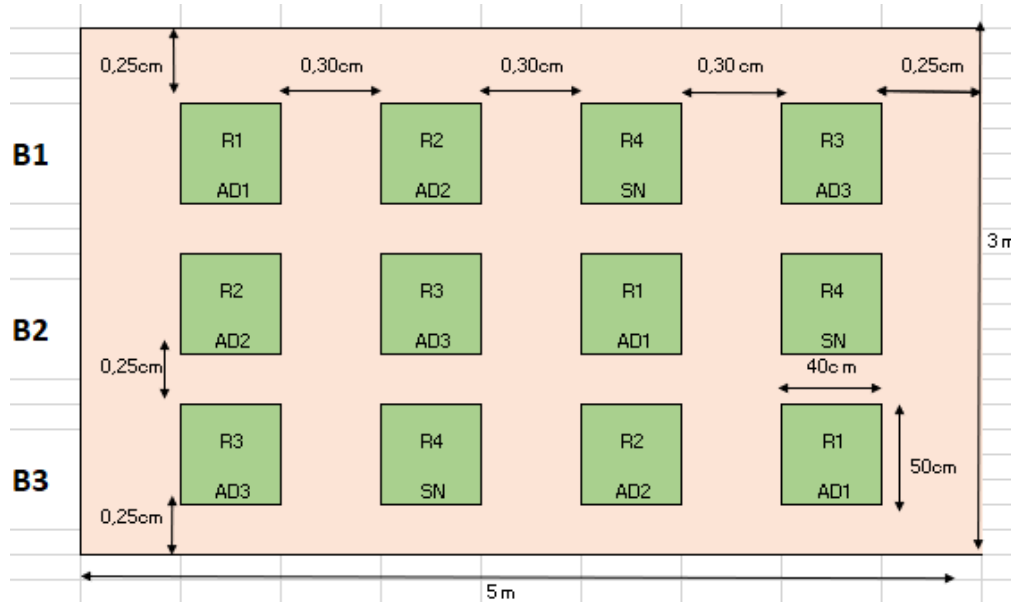 0,25cm 0,30cm 0,30cm 0,30 cm 0,25cm
B1
R1 R2 R4 R3
AD1 AD2 SN AD3
3 m
B2
R2 R3 R1 R4
AD2 AD3 AD1 SN
0,25cm 40c m
B3
R3 R4 R2 R1
50cm
AD3 SN AD2 AD1
0,25cm
5 m